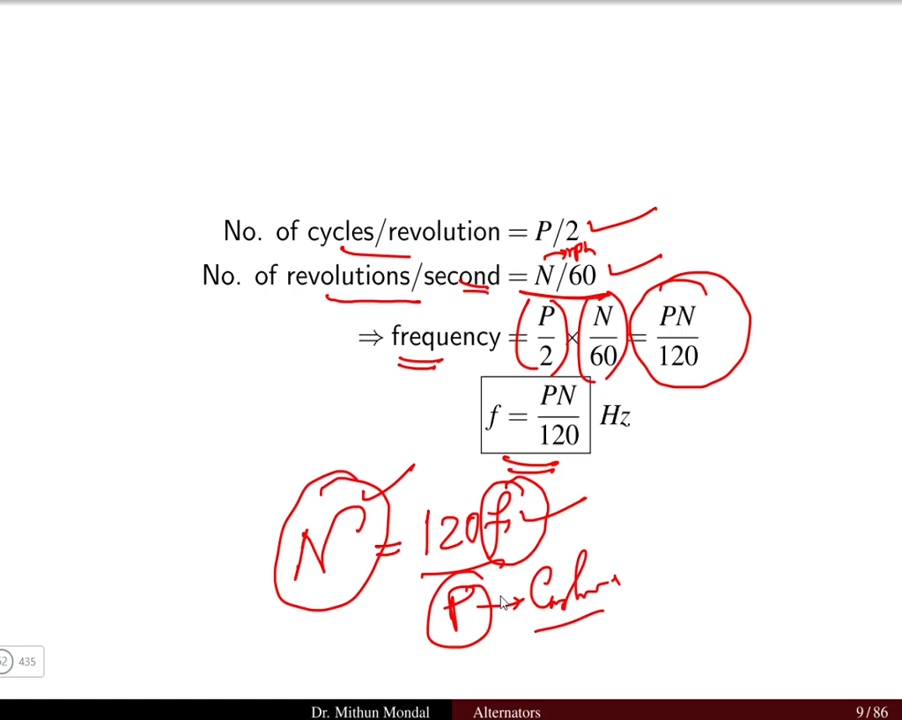 No. of cycles/revolution = P/2
rpm
No. of revolutions/second = N/60
⇒ frequency = P/2 × N/60 = PN/120
f = PN/120 Hz
N = 120f/P →
435
Dr. Mithun Mondal Alternators 9/86